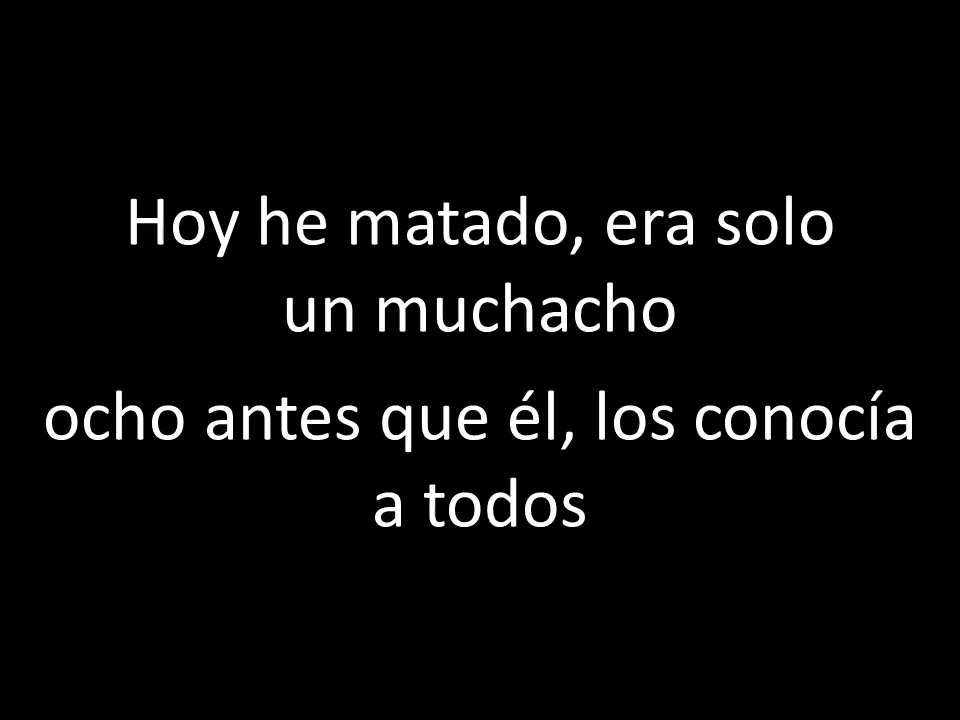 Hoy he matado, era solo
un muchacho
ocho antes que él, los conocía
a todos